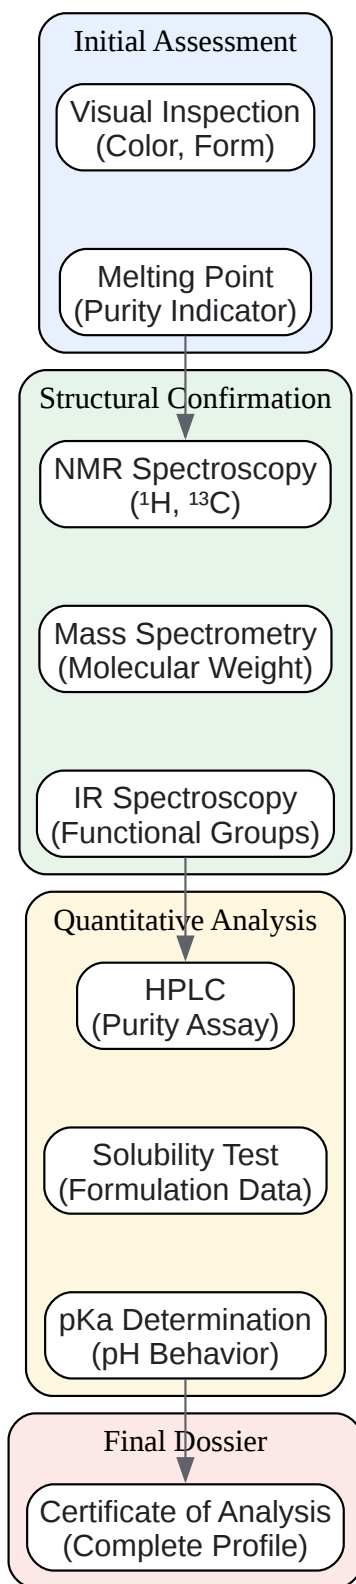 Initial Assessment
Visual Inspection
(Color, Form)
Melting Point
(Purity Indicator)
Structural Confirmation
NMR Spectroscopy
(¹H, ¹³C)
Mass Spectrometry
(Molecular Weight)
IR Spectroscopy
(Functional Groups)
Quantitative Analysis
HPLC
(Purity Assay)
Solubility Test
(Formulation Data)
pKa Determination
(pH Behavior)
Final Dossier
Certificate of Analysis
(Complete Profile)